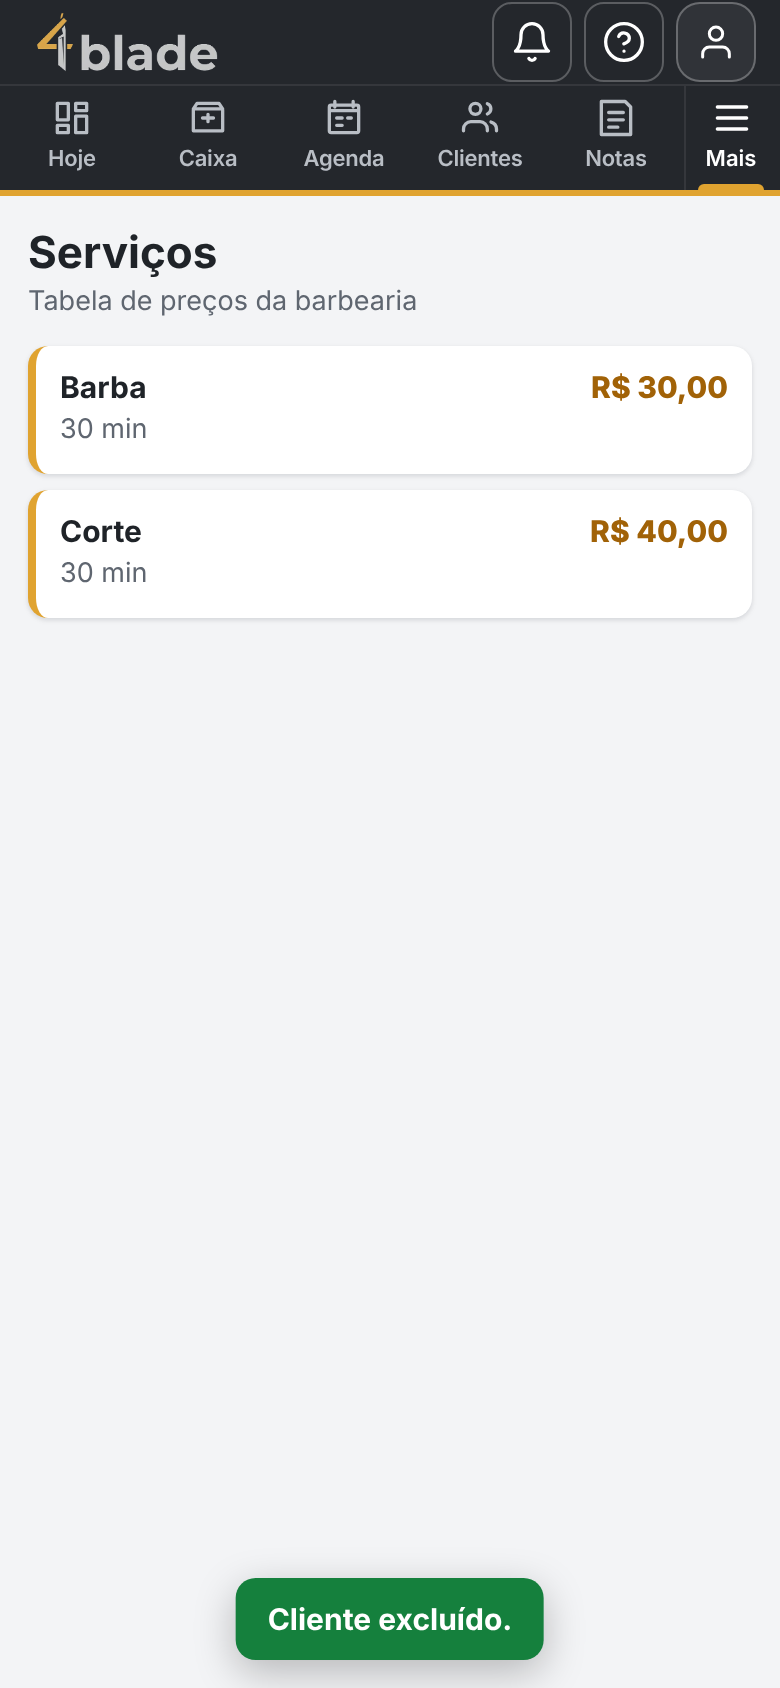 4blade
Hoje
Caixa
Agenda
Clientes
Notas
Mais
Serviços
Tabela de preços da barbearia
Barba
R$ 30,00
30 min
Corte
R$ 40,00
30 min
Cliente excluído.